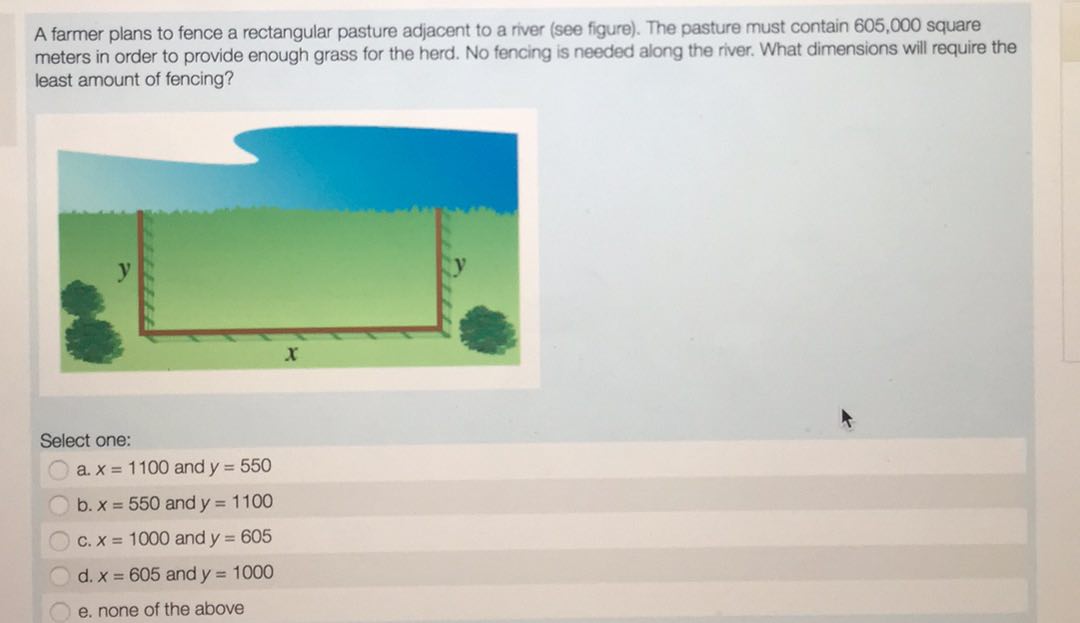 A farmer plans to fence a rectangular pasture adjacent to a river (see figure). The pasture must contain 605,000 square
meters in order to provide enough grass for the herd. No fencing is needed along the river. What dimensions will require the
least amount of fencing?
y
y
x
Select one:
a. x = 1100 and y = 550
b. x = 550 and y = 1100
c. x = 1000 and y = 605
d. x = 605 and y = 1000
e. none of the above